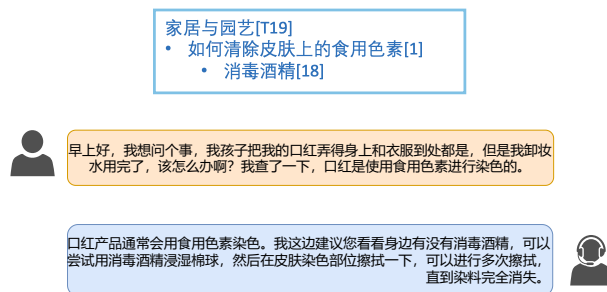 家居与园艺[T19]
• 如何清除皮肤上的食用色素[1]
• 消毒酒精[18]
早上好，我想问个事，我孩子把我的口红弄得身上和衣服到处都是，但是我卸妆
水用完了，该怎么办啊？我查了一下，口红是使用食用色素进行染色的。
口红产品通常会用食用色素染色。我这边建议您看看身边有没有消毒酒精，可以
尝试用消毒酒精浸湿棉球，然后在皮肤染色部位擦拭一下，可以进行多次擦拭，
直到染料完全消失。